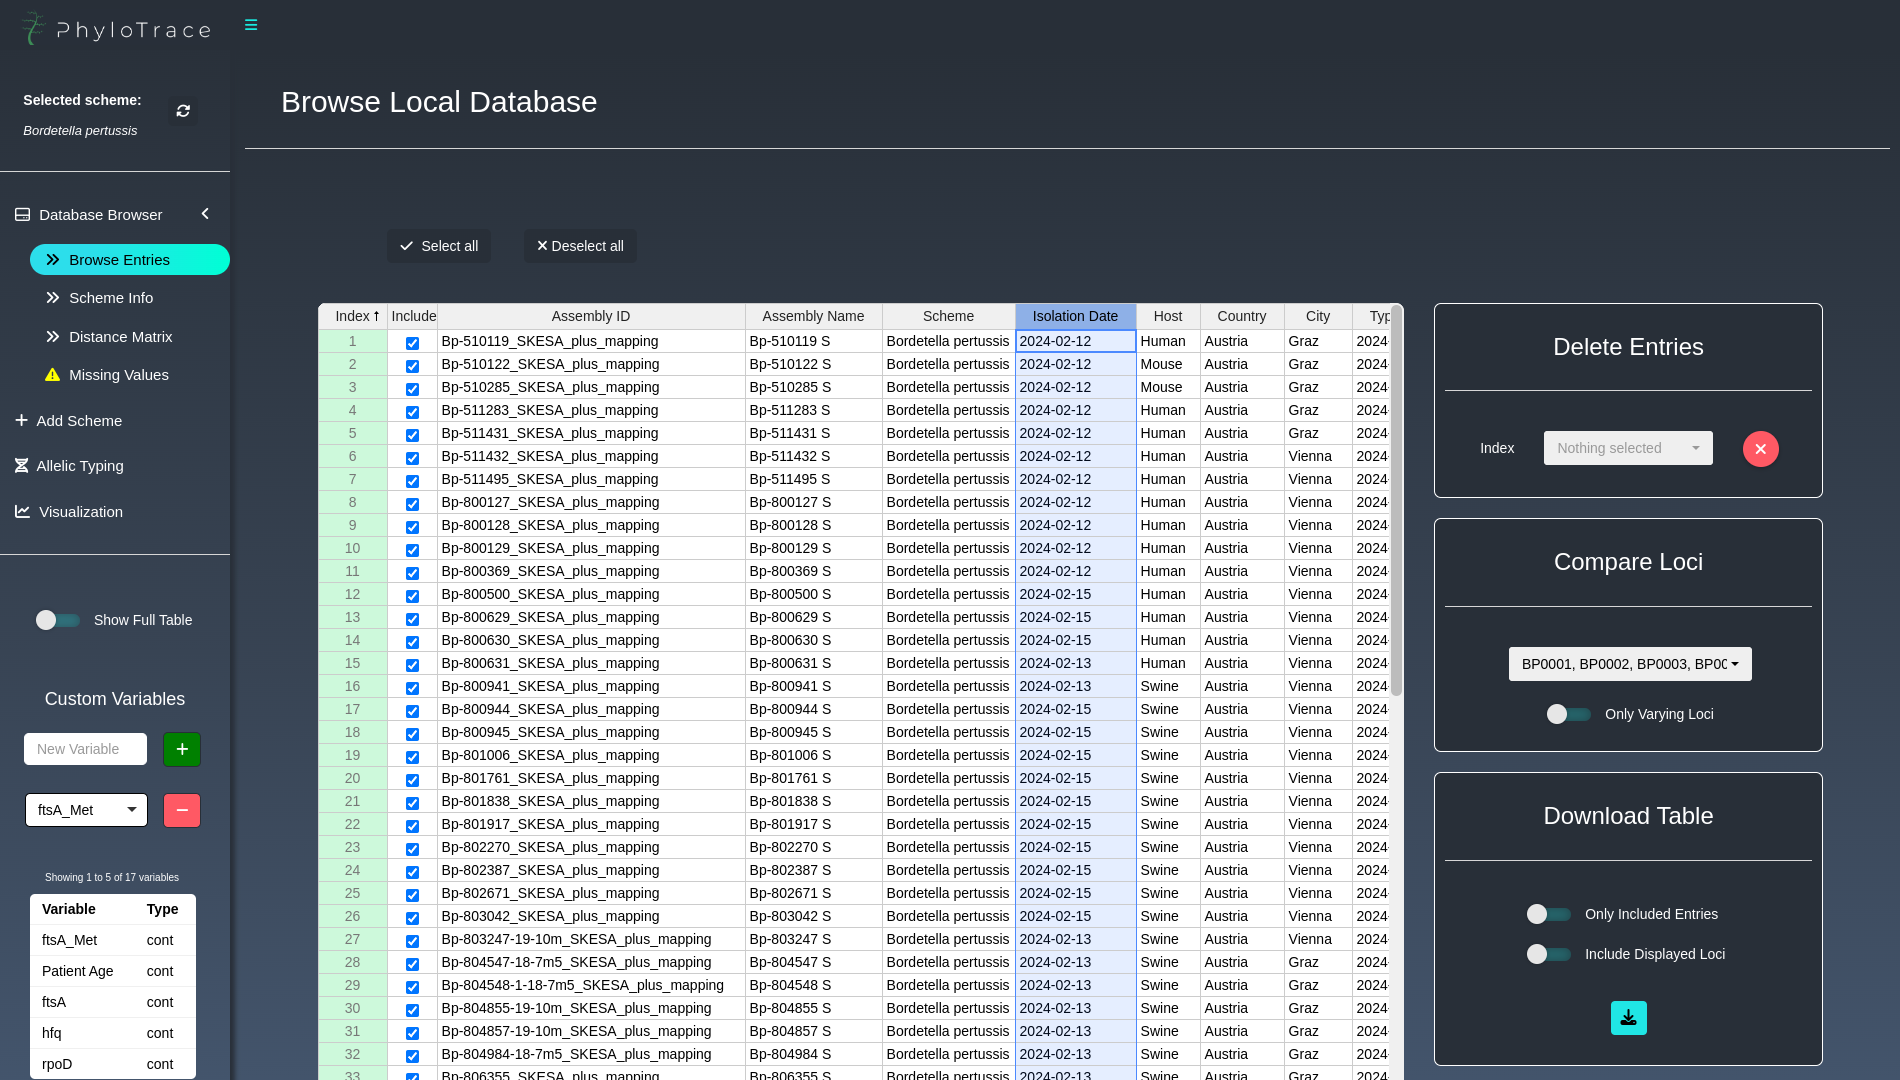 PhyloTrace
Selected scheme:
Bordetella pertussis
Database Browser
Browse Entries
Scheme Info
Distance Matrix
Missing Values
Add Scheme
Allelic Typing
Visualization
Show Full Table
Custom Variables
New Variable
ftsA_Met
Showing 1 to 5 of 17 variables
Variable Type
ftsA_Met cont
Patient Age cont
ftsA cont
hfq cont
rpoD cont
Browse Local Database
Select all Deselect all
Index Include Assembly ID Assembly Name Scheme Isolation Date Host Country City Typ
1 Bp-510119_SKESA_plus_mapping Bp-510119 S Bordetella pertussis 2024-02-12 Human Austria Graz 2024-
2 Bp-510122_SKESA_plus_mapping Bp-510122 S Bordetella pertussis 2024-02-12 Mouse Austria Graz 2024-
3 Bp-510285_SKESA_plus_mapping Bp-510285 S Bordetella pertussis 2024-02-12 Mouse Austria Graz 2024-
4 Bp-511283_SKESA_plus_mapping Bp-511283 S Bordetella pertussis 2024-02-12 Human Austria Graz 2024-
5 Bp-511431_SKESA_plus_mapping Bp-511431 S Bordetella pertussis 2024-02-12 Human Austria Graz 2024-
6 Bp-511432_SKESA_plus_mapping Bp-511432 S Bordetella pertussis 2024-02-12 Human Austria Vienna 2024-
7 Bp-511495_SKESA_plus_mapping Bp-511495 S Bordetella pertussis 2024-02-12 Human Austria Vienna 2024-
8 Bp-800127_SKESA_plus_mapping Bp-800127 S Bordetella pertussis 2024-02-12 Human Austria Vienna 2024-
9 Bp-800128_SKESA_plus_mapping Bp-800128 S Bordetella pertussis 2024-02-12 Human Austria Vienna 2024-
10 Bp-800129_SKESA_plus_mapping Bp-800129 S Bordetella pertussis 2024-02-12 Human Austria Vienna 2024-
11 Bp-800369_SKESA_plus_mapping Bp-800369 S Bordetella pertussis 2024-02-12 Human Austria Vienna 2024-
12 Bp-800500_SKESA_plus_mapping Bp-800500 S Bordetella pertussis 2024-02-15 Human Austria Vienna 2024-
13 Bp-800629_SKESA_plus_mapping Bp-800629 S Bordetella pertussis 2024-02-15 Human Austria Vienna 2024-
14 Bp-800630_SKESA_plus_mapping Bp-800630 S Bordetella pertussis 2024-02-15 Human Austria Vienna 2024-
15 Bp-800631_SKESA_plus_mapping Bp-800631 S Bordetella pertussis 2024-02-13 Human Austria Vienna 2024-
16 Bp-800941_SKESA_plus_mapping Bp-800941 S Bordetella pertussis 2024-02-13 Swine Austria Vienna 2024-
17 Bp-800944_SKESA_plus_mapping Bp-800944 S Bordetella pertussis 2024-02-15 Swine Austria Vienna 2024-
18 Bp-800945_SKESA_plus_mapping Bp-800945 S Bordetella pertussis 2024-02-15 Swine Austria Vienna 2024-
19 Bp-801006_SKESA_plus_mapping Bp-801006 S Bordetella pertussis 2024-02-15 Swine Austria Vienna 2024-
20 Bp-801761_SKESA_plus_mapping Bp-801761 S Bordetella pertussis 2024-02-15 Swine Austria Vienna 2024-
21 Bp-801838_SKESA_plus_mapping Bp-801838 S Bordetella pertussis 2024-02-15 Swine Austria Vienna 2024-
22 Bp-801917_SKESA_plus_mapping Bp-801917 S Bordetella pertussis 2024-02-15 Swine Austria Vienna 2024-
23 Bp-802270_SKESA_plus_mapping Bp-802270 S Bordetella pertussis 2024-02-15 Swine Austria Vienna 2024-
24 Bp-802387_SKESA_plus_mapping Bp-802387 S Bordetella pertussis 2024-02-15 Swine Austria Vienna 2024-
25 Bp-802671_SKESA_plus_mapping Bp-802671 S Bordetella pertussis 2024-02-15 Swine Austria Vienna 2024-
26 Bp-803042_SKESA_plus_mapping Bp-803042 S Bordetella pertussis 2024-02-15 Swine Austria Vienna 2024-
27 Bp-803247-19-10m_SKESA_plus_mapping Bp-803247 S Bordetella pertussis 2024-02-13 Swine Austria Vienna 2024-
28 Bp-804547-18-7m5_SKESA_plus_mapping Bp-804547 S Bordetella pertussis 2024-02-13 Swine Austria Graz 2024-
29 Bp-804548-1-18-7m5_SKESA_plus_mapping Bp-804548 S Bordetella pertussis 2024-02-13 Swine Austria Graz 2024-
30 Bp-804855-19-10m_SKESA_plus_mapping Bp-804855 S Bordetella pertussis 2024-02-13 Swine Austria Graz 2024-
31 Bp-804857-19-10m_SKESA_plus_mapping Bp-804857 S Bordetella pertussis 2024-02-13 Swine Austria Graz 2024-
32 Bp-804984-18-7m5_SKESA_plus_mapping Bp-804984 S Bordetella pertussis 2024-02-13 Swine Austria Graz 2024-
33 Bp-806355_SKESA_plus_mapping Bp-806355 S Bordetella pertussis 2024-02-13 Swine Austria Graz 2024-
Delete Entries
Index Nothing selected
Compare Loci
BP0001, BP0002, BP0003, BP00
Only Varying Loci
Download Table
Only Included Entries
Include Displayed Loci